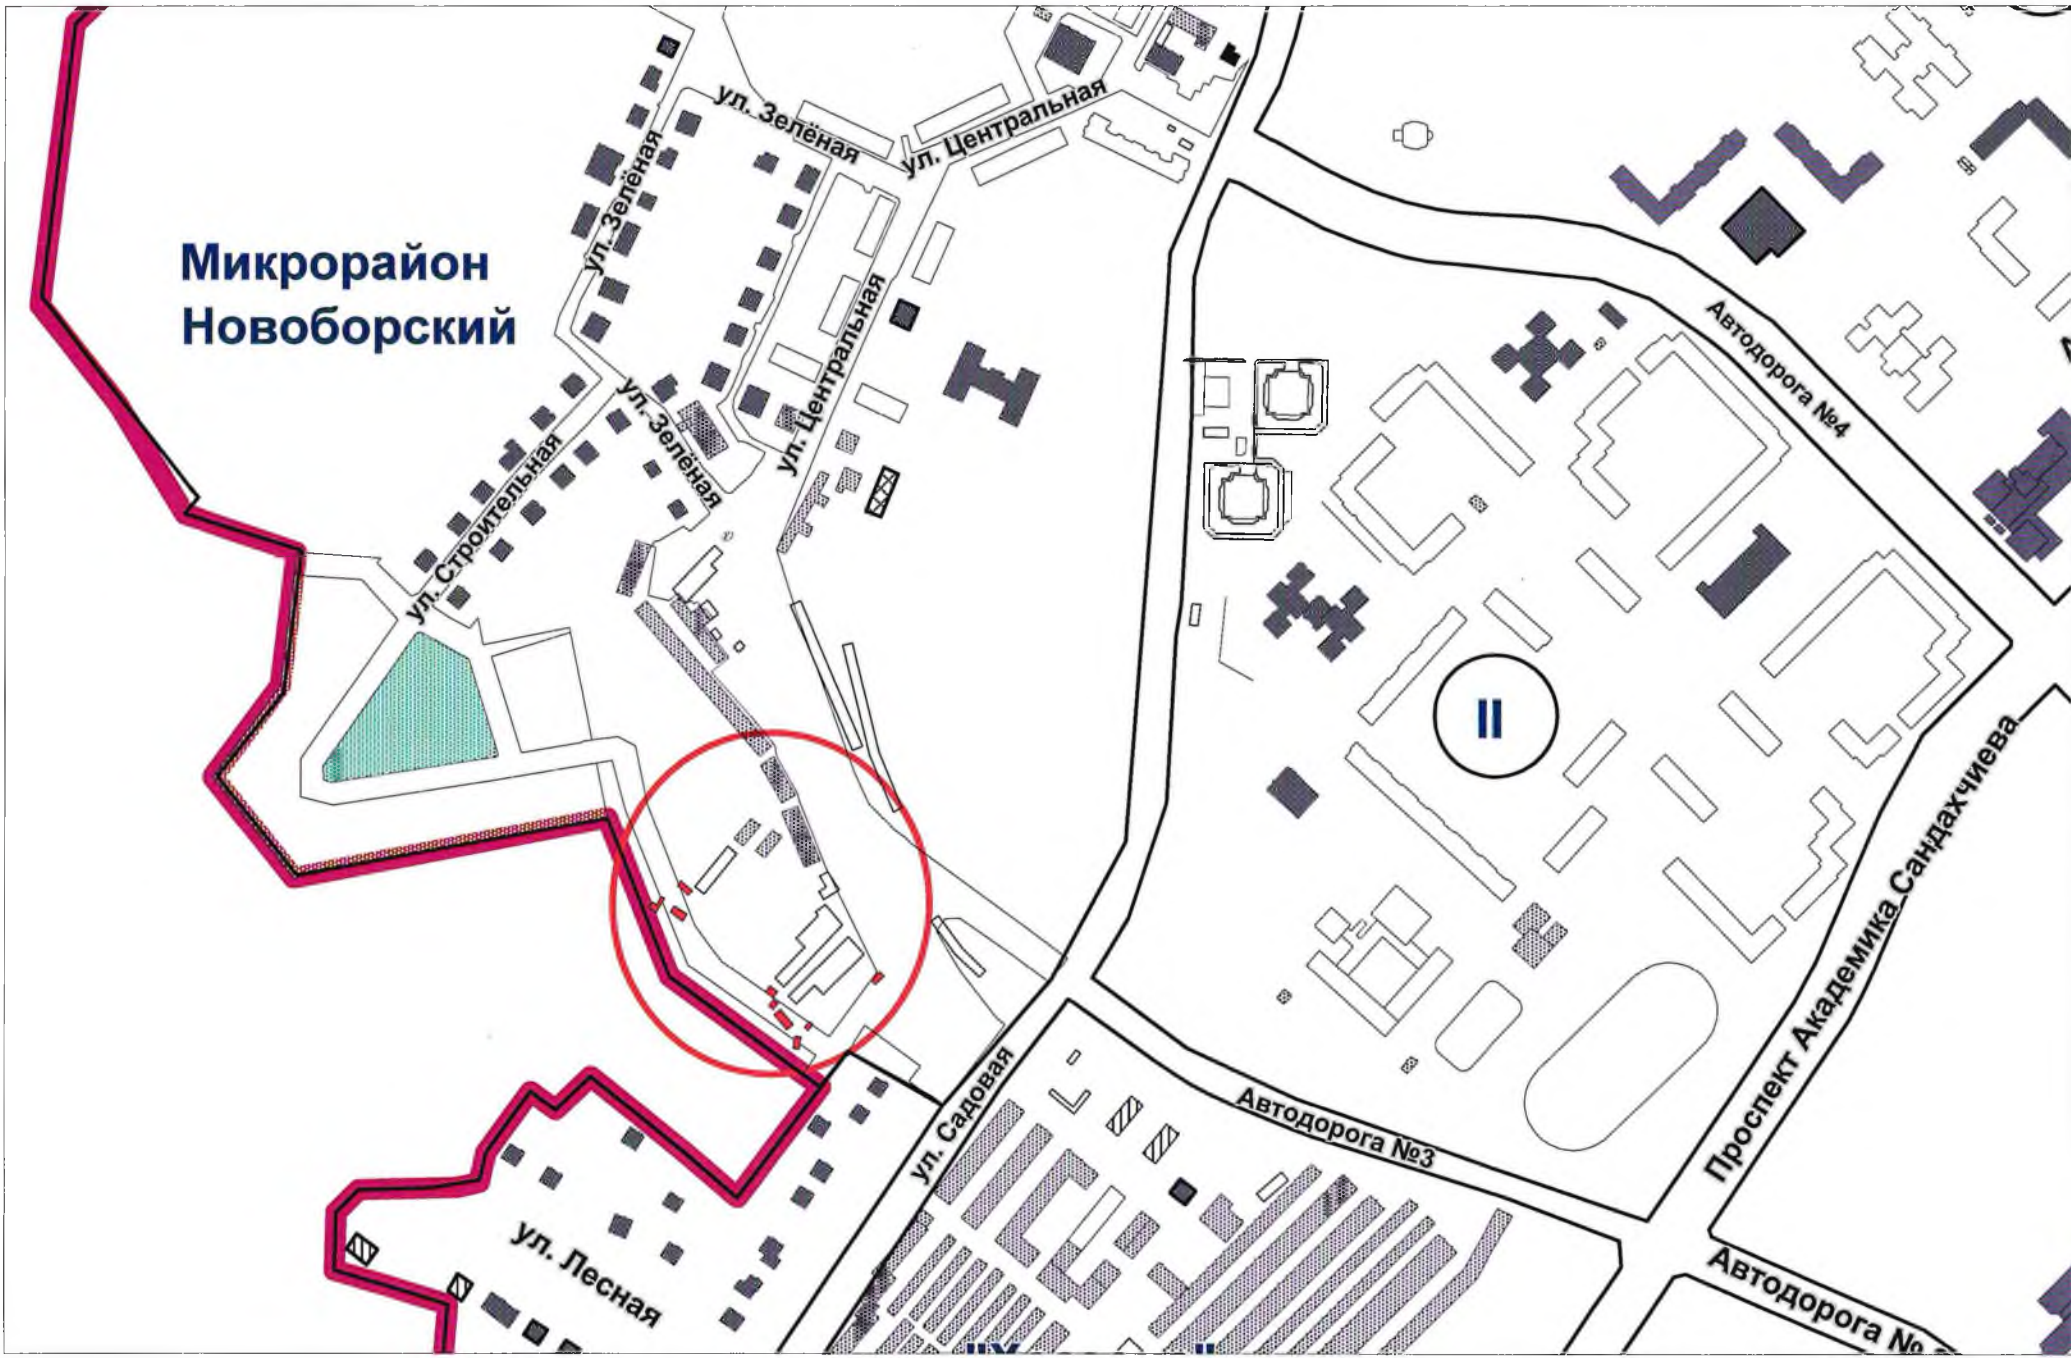 ул. Зелёная
ул. Центральная
ул. Зелёная
Микрорайон
Новоборский
ул. Центральная
Автодорога №4
ул. Зелёная
ул. Строительная
II
Проспект Академика Сандахчиева
ул. Садовая
Автодорога №3
ул. Лесная
Автодорога